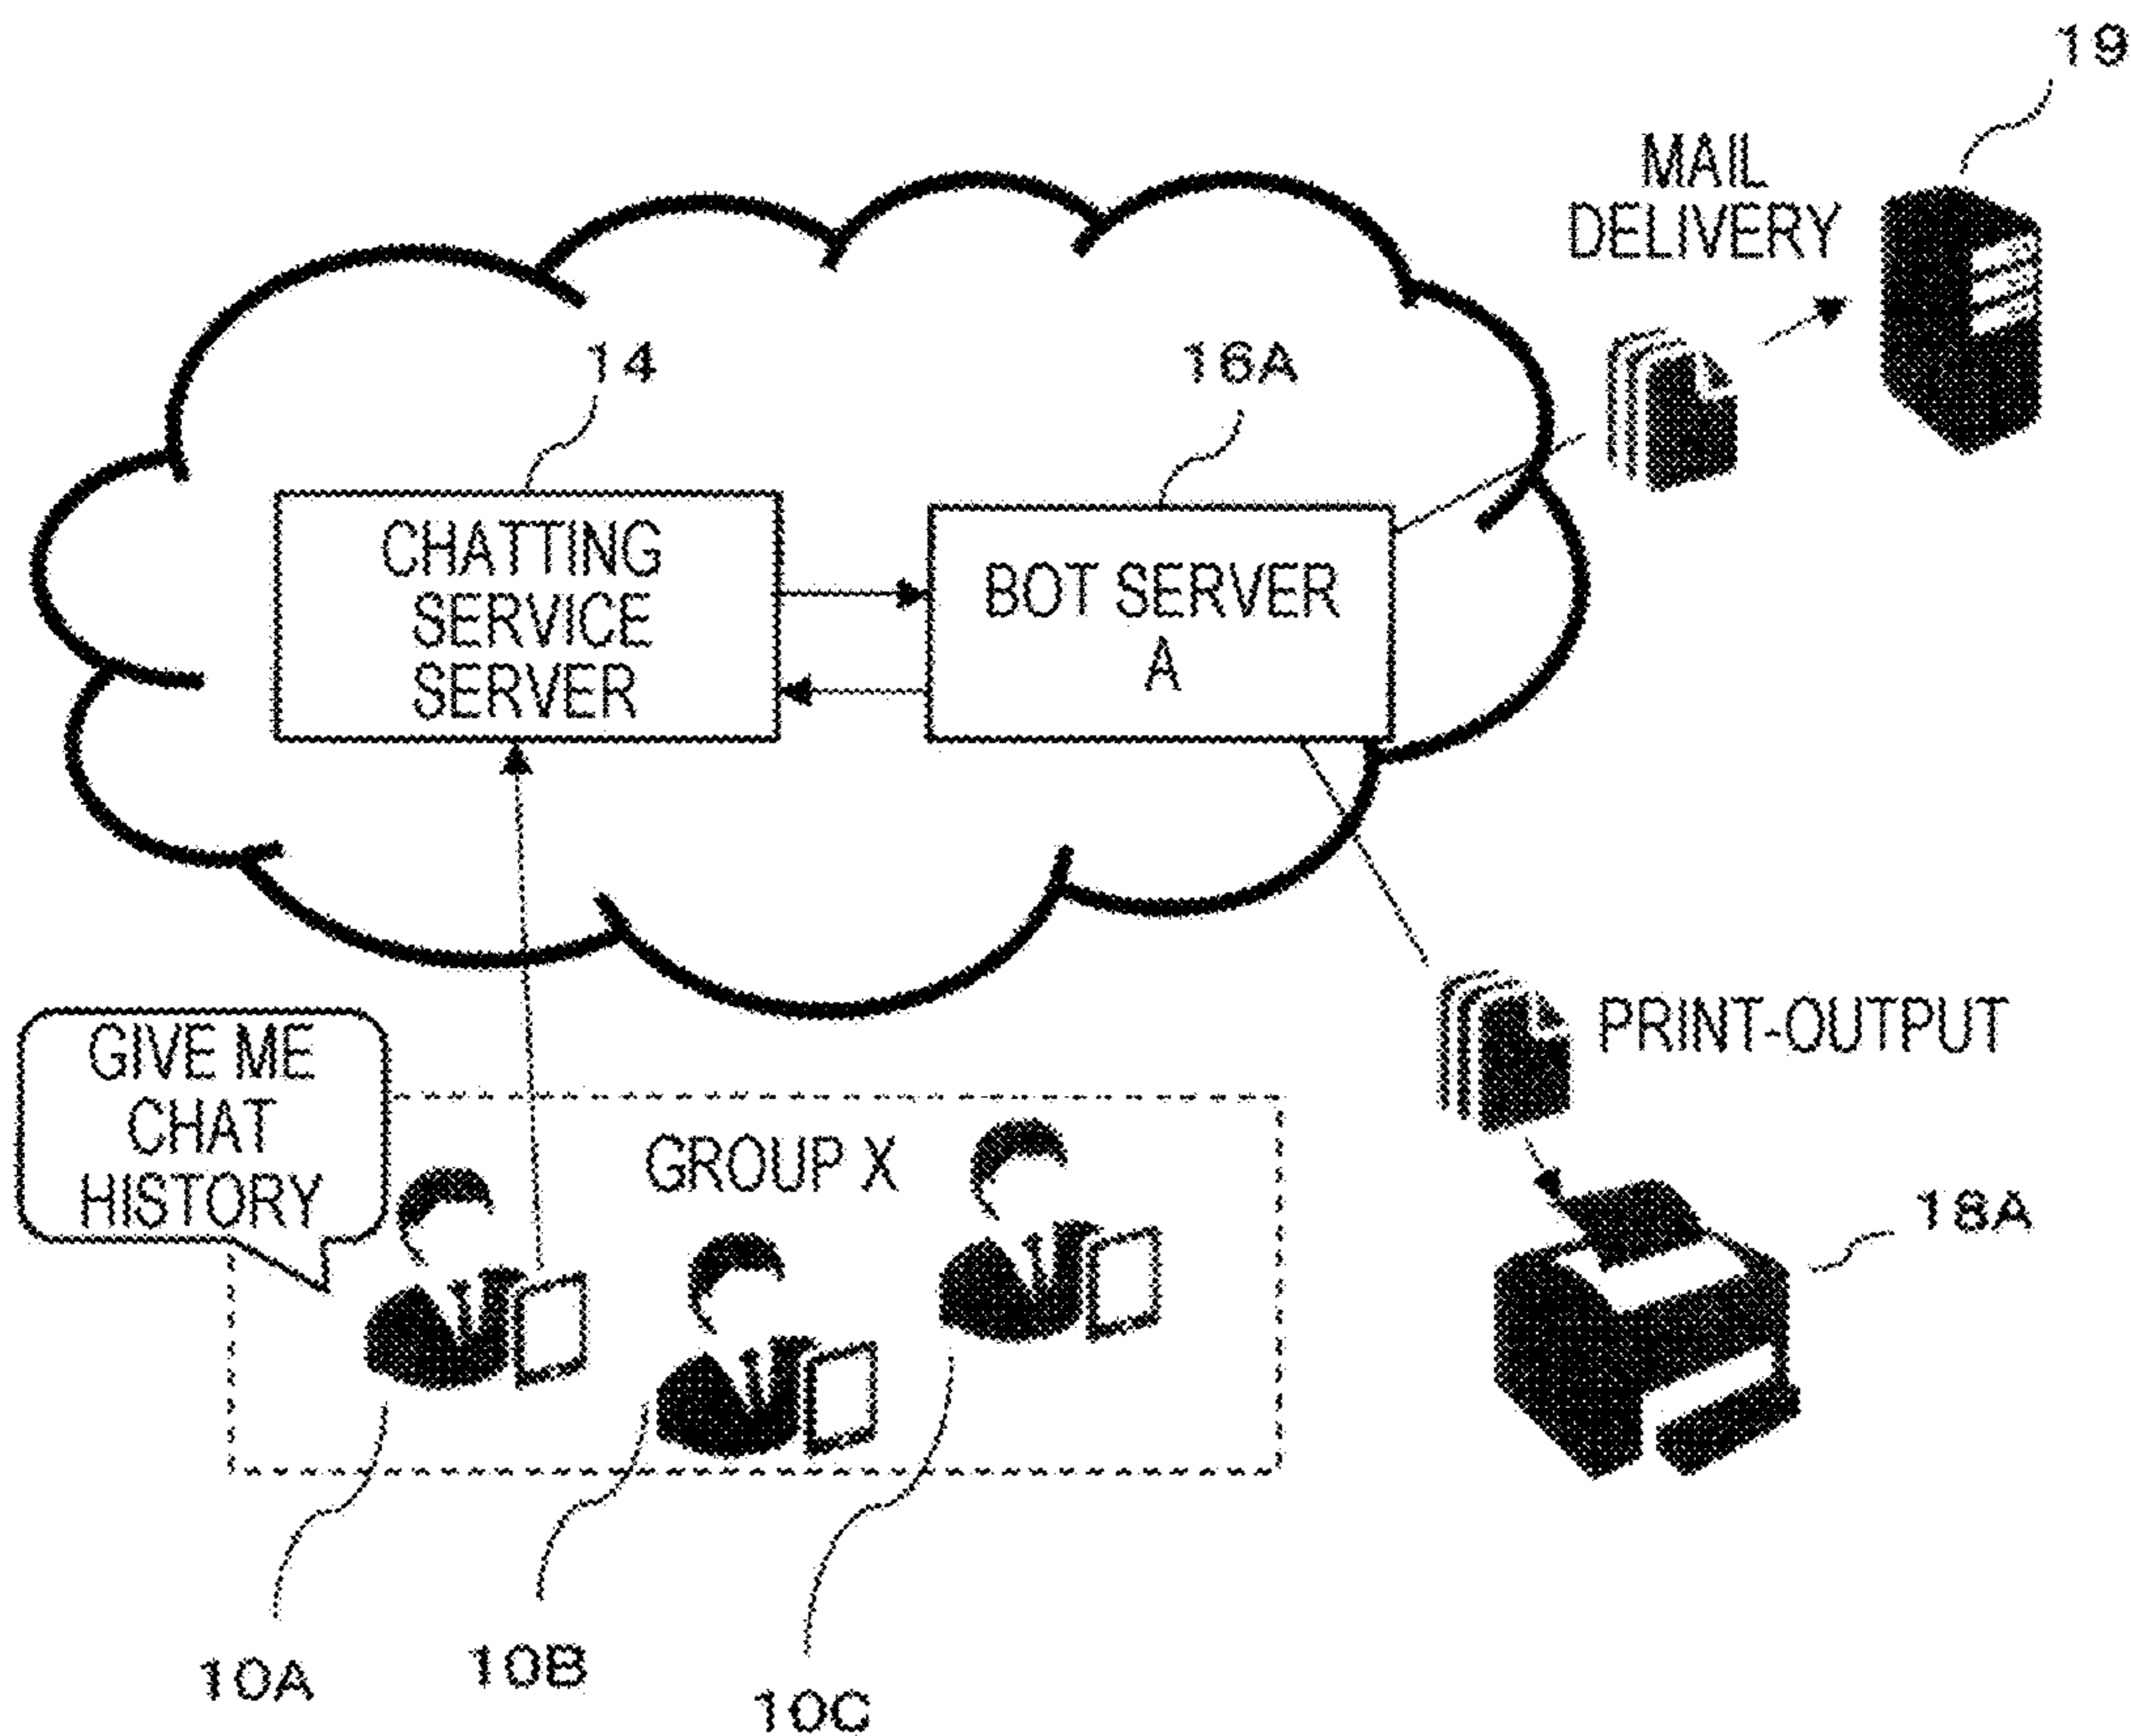 19
MAIL
DELIVERY
14
16A
CHATTING
SERVICE
SERVER
BOT SERVER
A
GIVE ME
CHAT
HISTORY
PRINT-OUTPUT
GROUP X
18A
10A
10B
10C